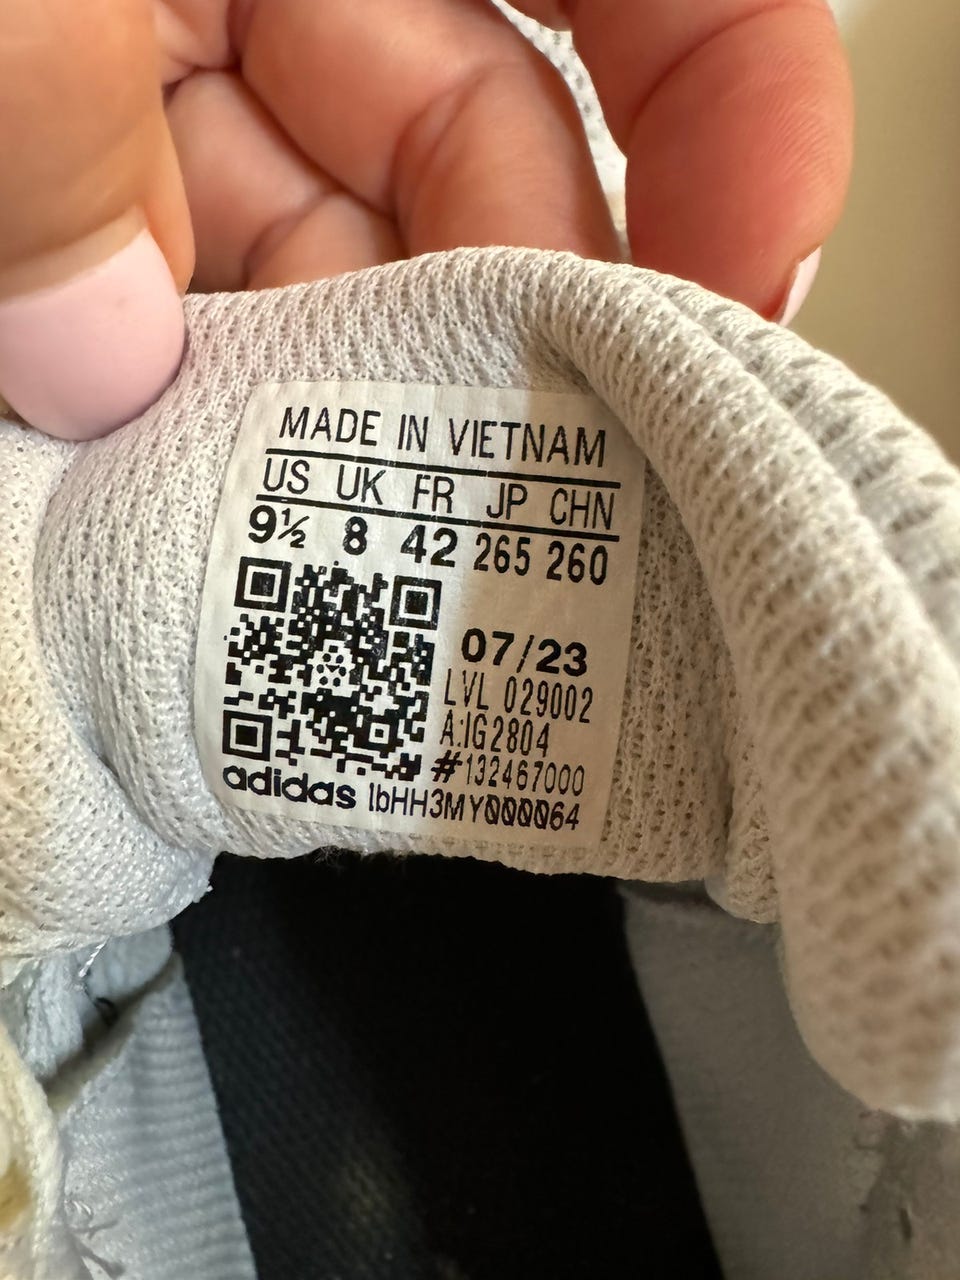 MADE IN VIETNAM
US UK FR JP CHN
9½ 8 42 265 260
07/23
LVL 029002
A:IG2804
#132467000
adidas lbHH3MY000064